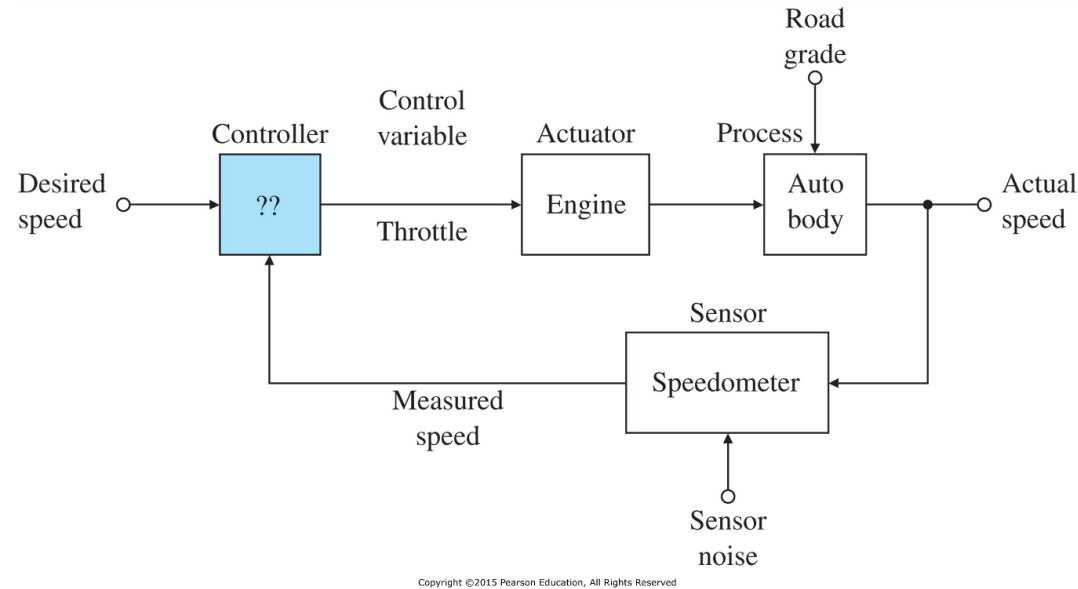 Road
grade
Control
variable
Controller
Actuator
Process
Desired
speed
??
Throttle
Engine
Auto
body
Actual
speed
Sensor
Speedometer
Measured
speed
Sensor
noise
Copyright ©2015 Pearson Education, All Rights Reserved